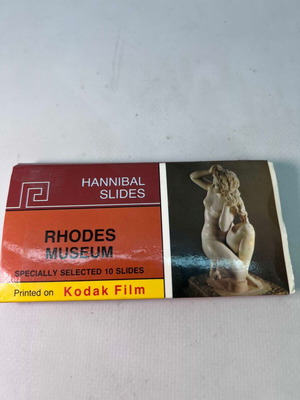 HANNIBAL
SLIDES
RHODES
MUSEUM
SPECIALLY SELECTED 10 SLIDES
Printed on Kodak Film